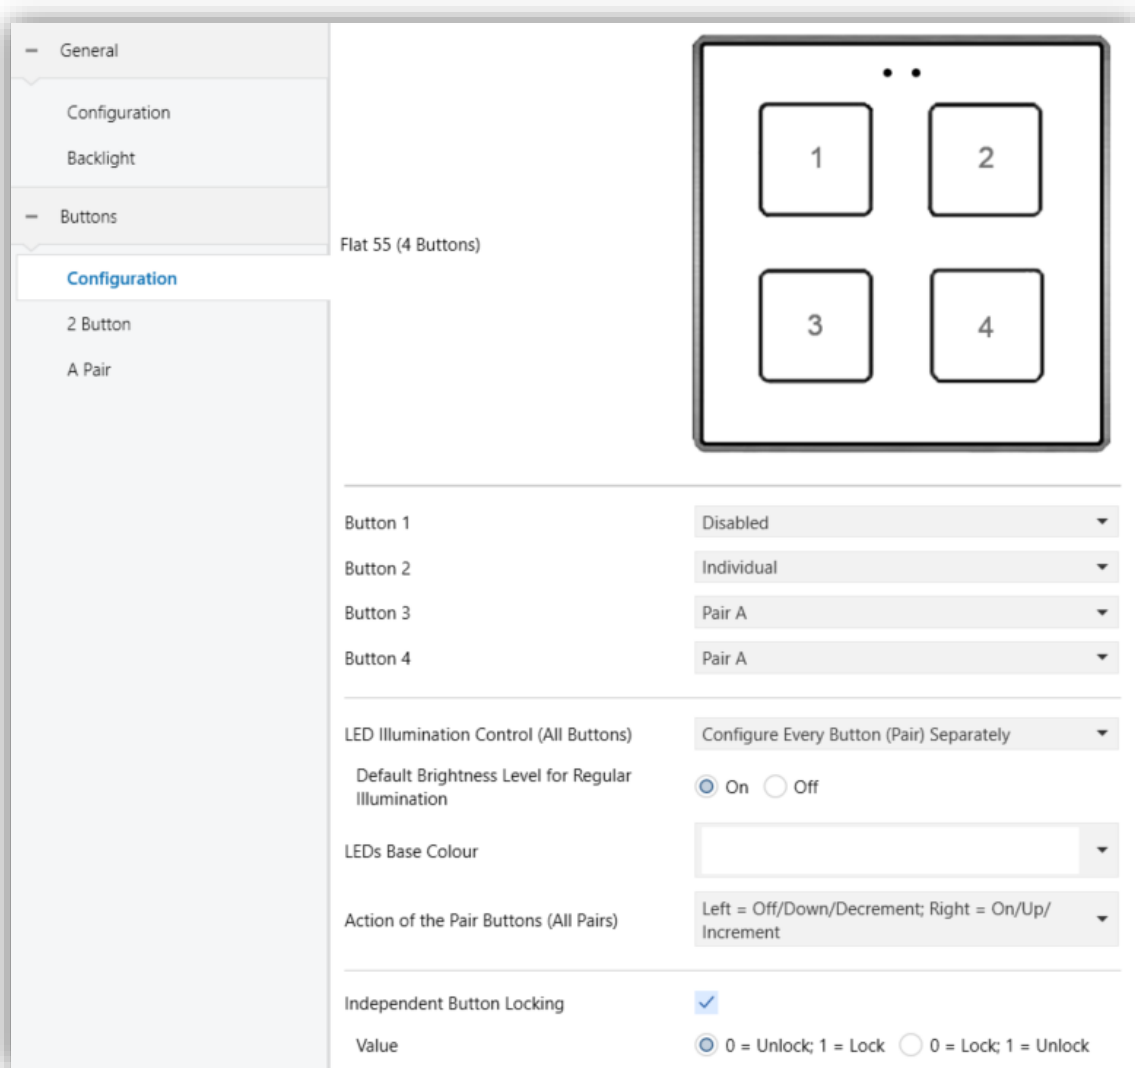 General
Configuration
Backlight
Buttons
Configuration
2 Button
A Pair
Flat 55 (4 Buttons)
1
2
3
4
Button 1 Disabled
Button 2 Individual
Button 3 Pair A
Button 4 Pair A
LED Illumination Control (All Buttons) Configure Every Button (Pair) Separately
Default Brightness Level for Regular
Illumination
On Off
LEDs Base Colour
Action of the Pair Buttons (All Pairs)
Left = Off/Down/Decrement; Right = On/Up/
Increment
Independent Button Locking
Value 0 = Unlock; 1 = Lock 0 = Lock; 1 = Unlock